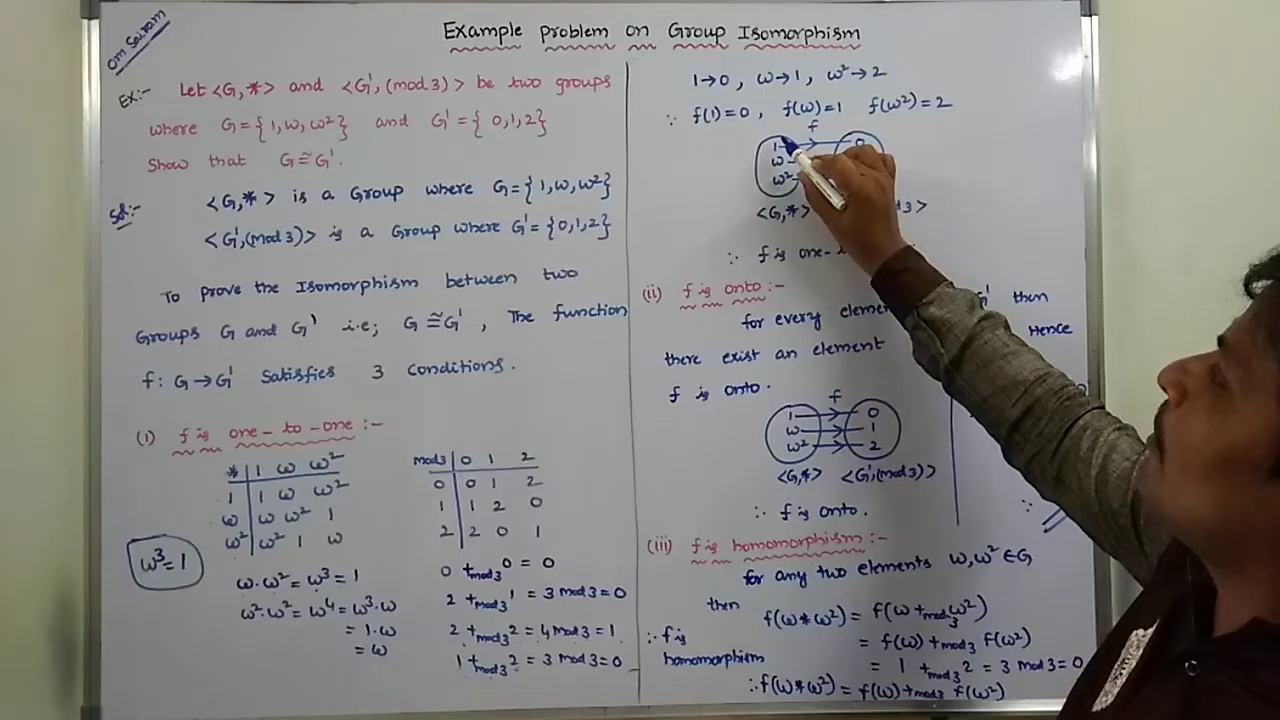 Example problem on Group Isomorphism
Om Sairam
Ex:- Let <G,*> and <G',(mod 3)> be two groups
where G={1,ω,ω²} and G'={0,1,2}
Show that G≅G'.
Sol:- <G,*> is a Group where G={1,ω,ω²}
<G',(mod 3)> is a Group where G'={0,1,2}
To prove the Isomorphism between two
Groups G and G' i.e; G≅G', The function
f: G→G' Satisfies 3 conditions.
(i) f is one-to-one:-
* | 1 ω ω²
1 | 1 ω ω²
ω | ω ω² 1
ω² | ω² 1 ω
ω³=1
ω·ω²=ω³=1
ω²·ω²=ω⁴=ω³·ω
=1·ω
=ω
mod3 | 0 1 2
0 | 0 1 2
1 | 1 2 0
2 | 2 0 1
0 +mod3 0 = 0
2 +mod3 1 = 3 mod 3=0
2 +mod3 2 = 4 mod 3=1.
1 +mod3 2 = 3 mod 3=0
1→0, ω→1, ω²→2
∵ f(1)=0, f(ω)=1 f(ω²)=2
f
1 0
ω
ω²
<G,*> 3>
∴ f is one-
(ii) f is onto:-
for every G' then
there exist an element Hence
f is onto.
f
1 0
ω 1
ω² 2
<G,*> <G',(mod 3)>
∴ f is onto.
∴
(iii) f is homomorphism:-
for any two elements ω,ω²∈G
then f(ω*ω²) = f(ω+mod3 ω²)
∴ f is = f(ω) +mod3 f(ω²)
homomorphism = 1 +mod3 2 = 3 mod 3=0
∴ f(ω*ω²) = f(ω)+mod3 f(ω²)